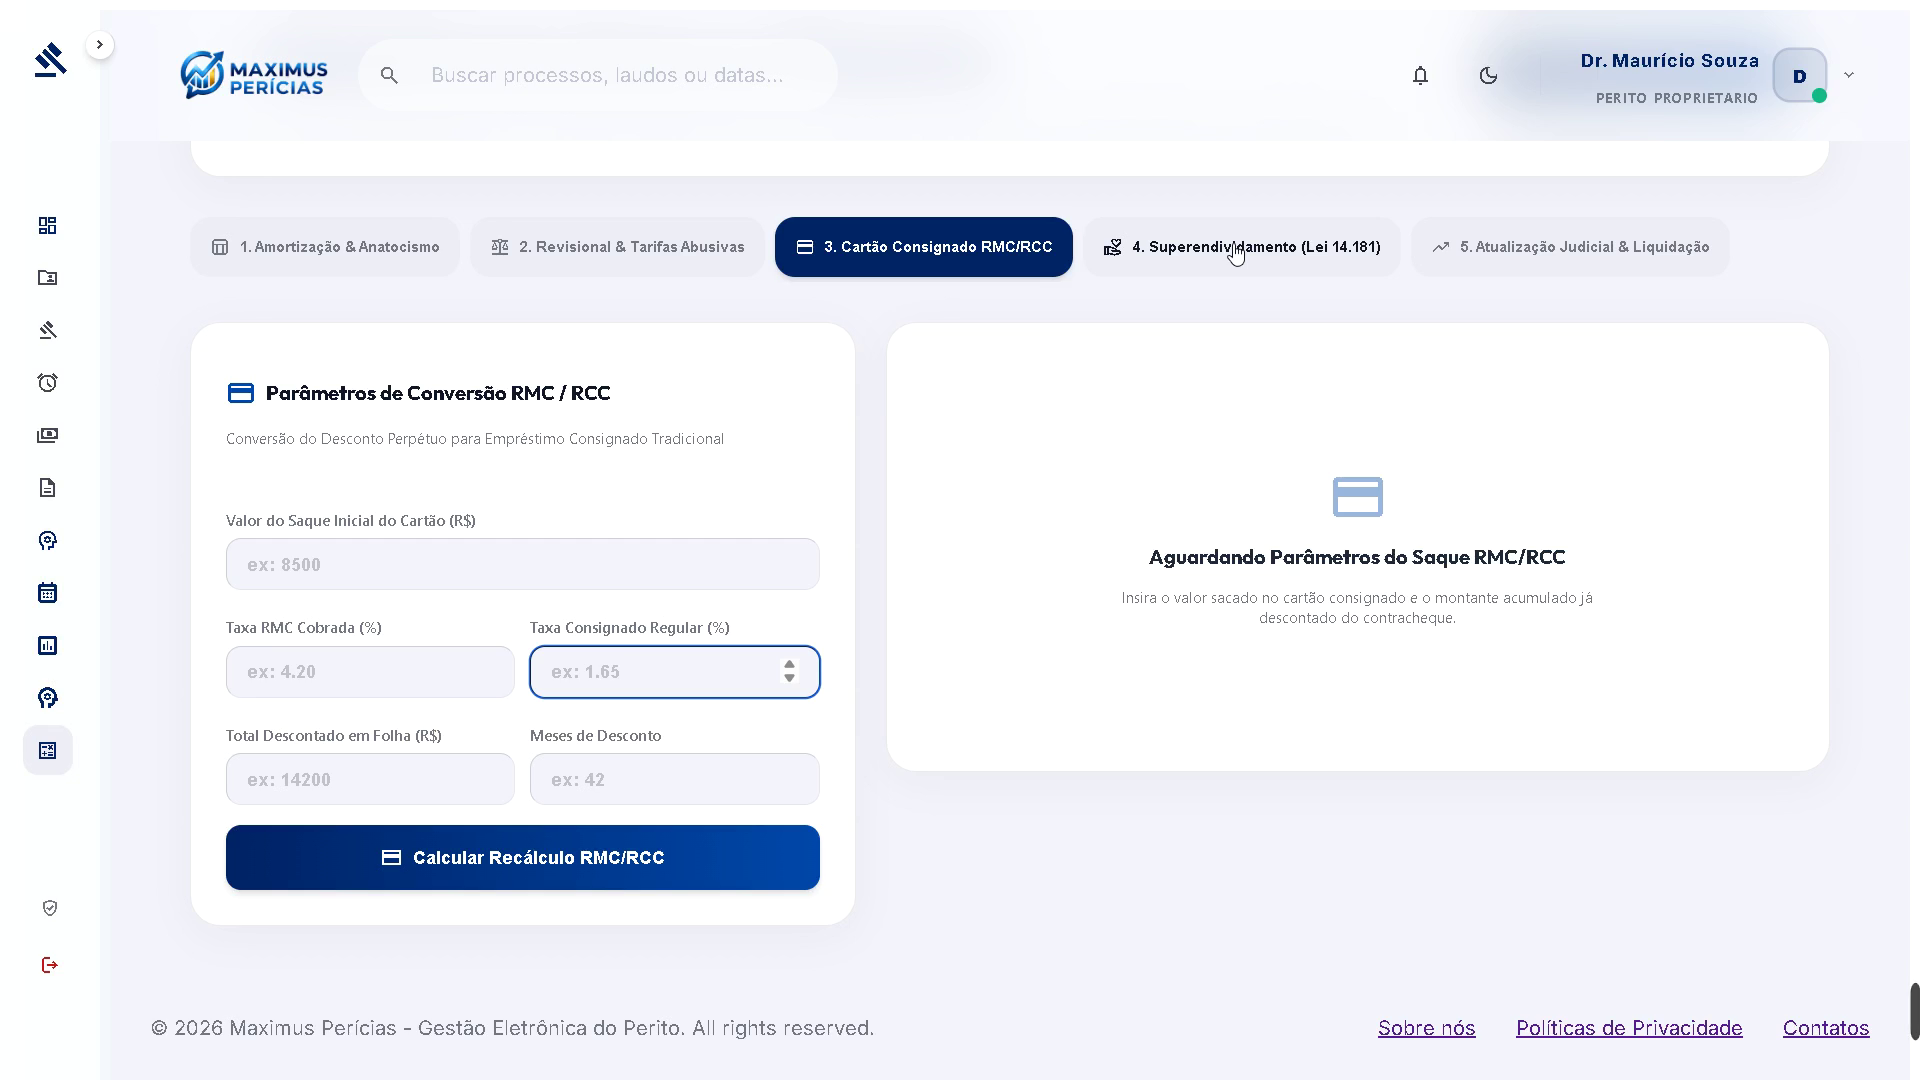 MAXIMUS
PERÍCIAS
Buscar processos, laudos ou datas...
Dr. Maurício Souza
PERITO PROPRIETARIO
D
1. Amortização & Anatocismo
2. Revisional & Tarifas Abusivas
3. Cartão Consignado RMC/RCC
4. Superendividamento (Lei 14.181)
5. Atualização Judicial & Liquidação
Parâmetros de Conversão RMC / RCC
Conversão do Desconto Perpétuo para Empréstimo Consignado Tradicional
Valor do Saque Inicial do Cartão (R$)
ex: 8500
Taxa RMC Cobrada (%)
Taxa Consignado Regular (%)
ex: 4.20
ex: 1.65
Total Descontado em Folha (R$)
Meses de Desconto
ex: 14200
ex: 42
Calcular Recálculo RMC/RCC
Aguardando Parâmetros do Saque RMC/RCC
Insira o valor sacado no cartão consignado e o montante acumulado já
descontado do contracheque.
© 2026 Maximus Perícias - Gestão Eletrônica do Perito. All rights reserved.
Sobre nós
Políticas de Privacidade
Contatos